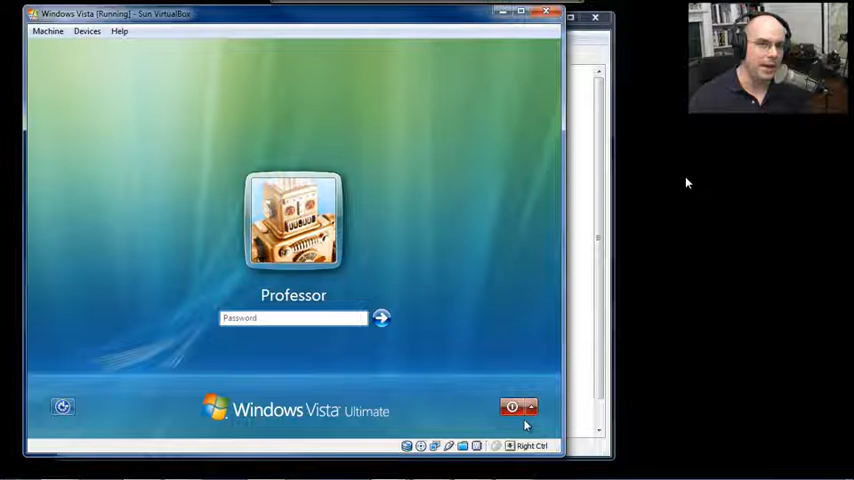 Windows Vista [Running] - Sun VirtualBox
Machine Devices Help
Professor
Password
Windows Vista Ultimate
Right Ctrl